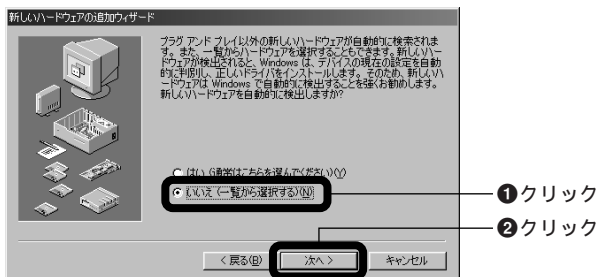 新しいハードウェアの追加ウィザード
プラグ アンド プレイ以外の新しいハードウェアが自動的に検索されま
す。また、一覧からハードウェアを選択することもできます。新しいハー
ドウェアが検出されると、Windows は、デバイスの現在の設定を自動
的に判別し、正しいドライバをインストールします。そのため、新しいハ
ードウェアは Windows で自動的に検出することを強くお勧めします。
新しいハードウェアを自動的に検出しますか?
はい (通常はこちらを選んでください)(Y)
いいえ (一覧から選択する)(N)
❶クリック
❷クリック
< 戻る(B)
次へ >
キャンセル